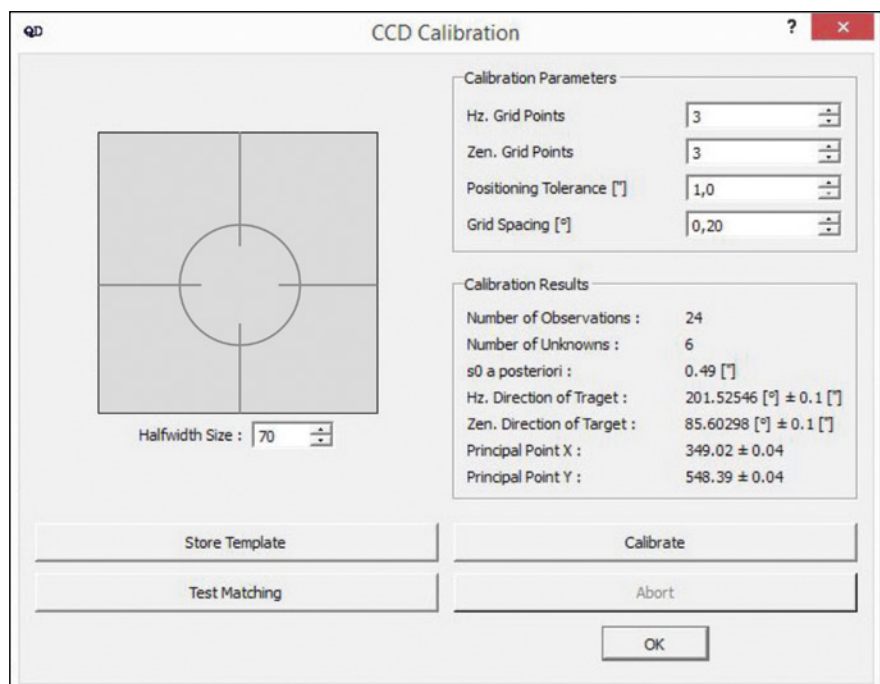 QD CCD Calibration ? ×
Calibration Parameters
Hz. Grid Points 3
Zen. Grid Points 3
Positioning Tolerance ["] 1,0
Grid Spacing [°] 0,20
Halfwidth Size : 70
Calibration Results
Number of Observations : 24
Number of Unknowns : 6
s0 a posteriori : 0.49 ["]
Hz. Direction of Traget : 201.52546 [°] ± 0.1 ["]
Zen. Direction of Target : 85.60298 [°] ± 0.1 ["]
Principal Point X : 349.02 ± 0.04
Principal Point Y : 548.39 ± 0.04
Store Template Calibrate
Test Matching Abort
OK